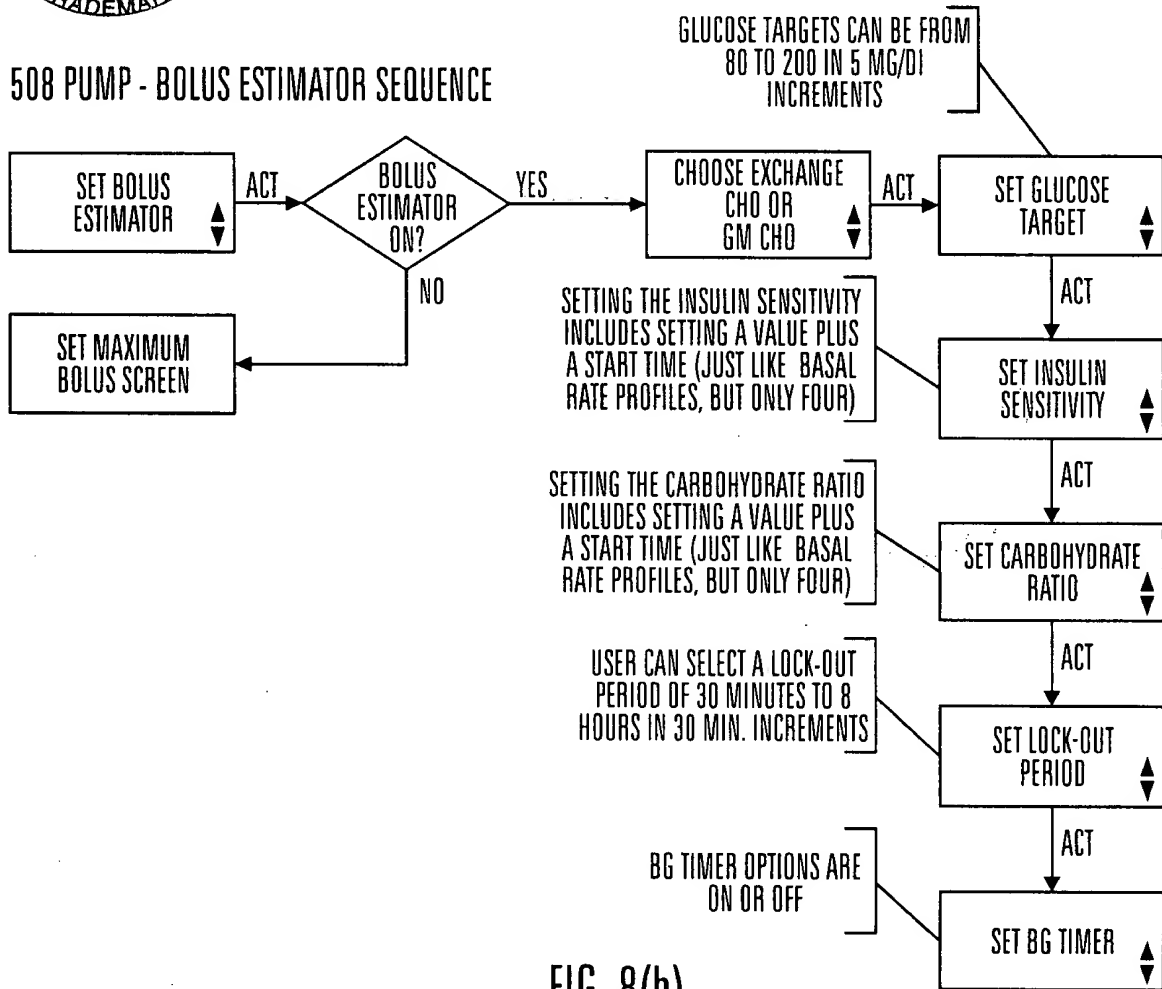 GLUCOSE TARGETS CAN BE FROM
80 TO 200 IN 5 MG/DI
INCREMENTS
508 PUMP - BOLUS ESTIMATOR SEQUENCE
SET BOLUS
ESTIMATOR
ACT
BOLUS
ESTIMATOR
ON?
YES
CHOOSE EXCHANGE
CHO OR
GM CHO
ACT
SET GLUCOSE
TARGET
NO
ACT
SET MAXIMUM
BOLUS SCREEN
SETTING THE INSULIN SENSITIVITY
INCLUDES SETTING A VALUE PLUS
A START TIME (JUST LIKE BASAL
RATE PROFILES, BUT ONLY FOUR)
SET INSULIN
SENSITIVITY
ACT
SETTING THE CARBOHYDRATE RATIO
INCLUDES SETTING A VALUE PLUS
A START TIME (JUST LIKE BASAL
RATE PROFILES, BUT ONLY FOUR)
SET CARBOHYDRATE
RATIO
ACT
USER CAN SELECT A LOCK-OUT
PERIOD OF 30 MINUTES TO 8
HOURS IN 30 MIN. INCREMENTS
SET LOCK-OUT
PERIOD
ACT
BG TIMER OPTIONS ARE
ON OR OFF
SET BG TIMER
FIG. 8(b)